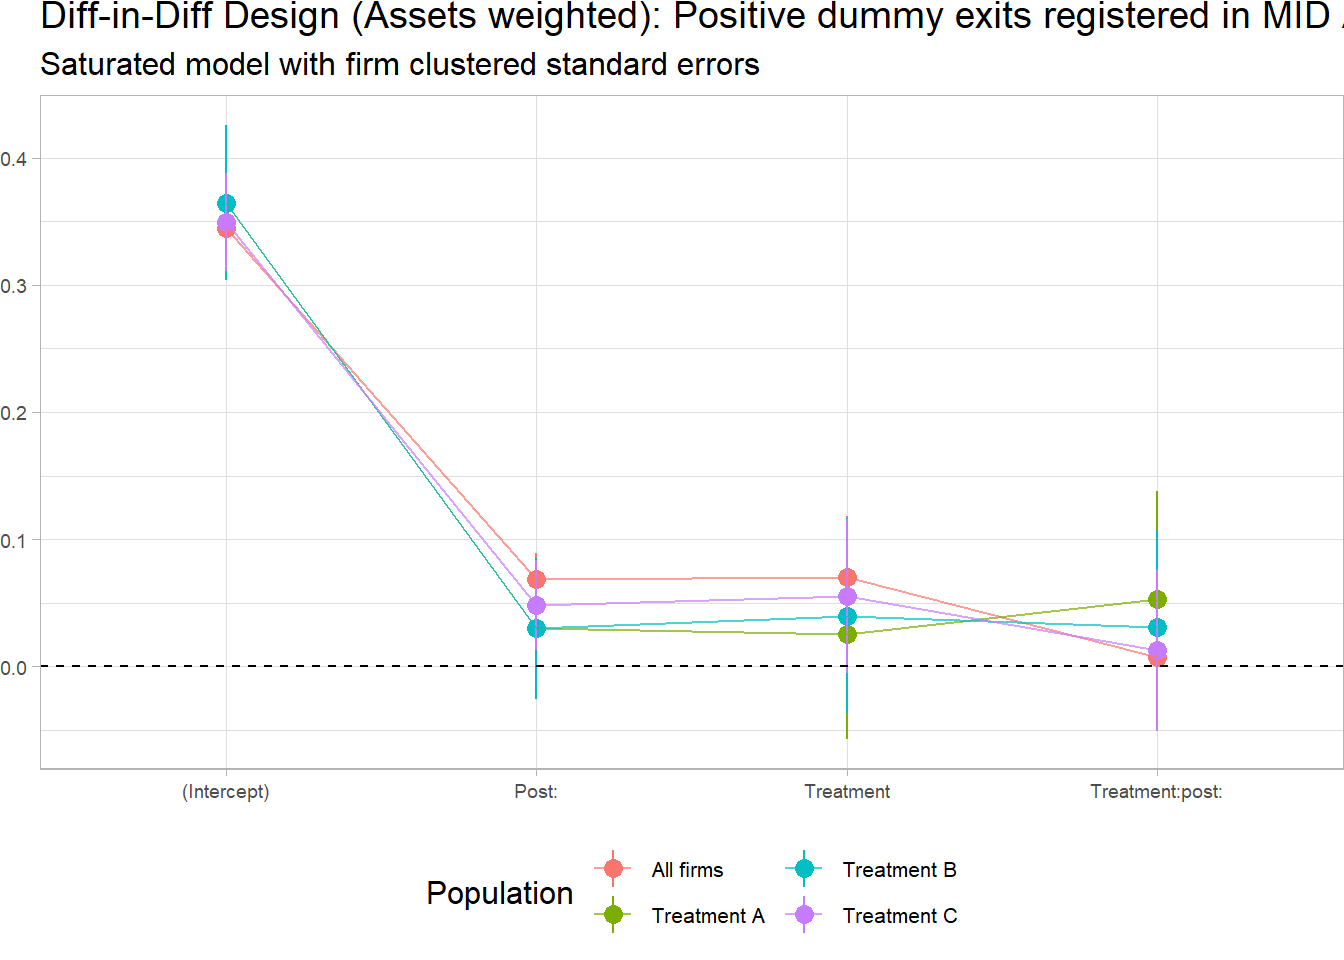 Diff-in-Diff Design (Assets weighted): Positive dummy exits registered in MID
Saturated model with firm clustered standard errors
0.4
0.3
0.2
0.1
0.0
(Intercept) Post: Treatment Treatment:post:
Population
All firms Treatment B
Treatment A Treatment C